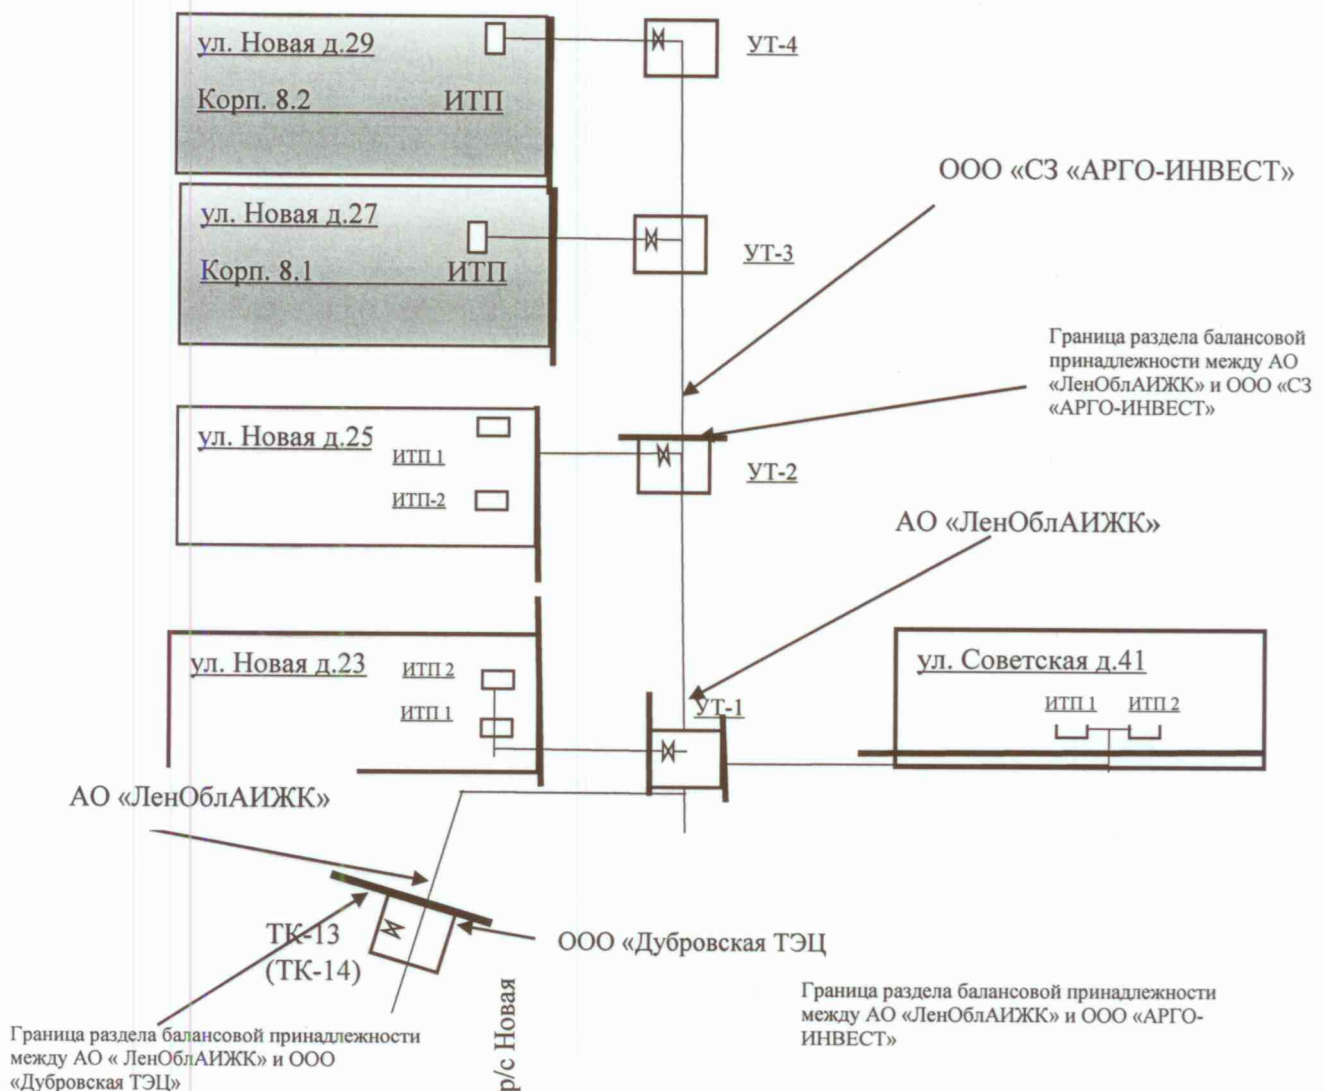 ул. Новая д.29
УТ-4
Корп. 8.2 ИТП
ООО «СЗ «АРГО-ИНВЕСТ»
ул. Новая д.27
УТ-3
Корп. 8.1 ИТП
Граница раздела балансовой
принадлежности между АО
«ЛенОблАИЖК» и ООО «СЗ
«АРГО-ИНВЕСТ»
ул. Новая д.25
ИТП 1
УТ-2
ИТП-2
АО «ЛенОблАИЖК»
ул. Новая д.23
ИТП 2
ИТП 1
УТ-1
ул. Советская д.41
ИТП 1 ИТП 2
АО «ЛенОблАИЖК»
ТК-13
(ТК-14)
ООО «Дубровская ТЭЦ
р/с Новая
Граница раздела балансовой принадлежности
между АО «ЛенОблАИЖК» и ООО «АРГО-
ИНВЕСТ»
Граница раздела балансовой принадлежности
между АО « ЛенОблАИЖК» и ООО
«Дубровская ТЭЦ»